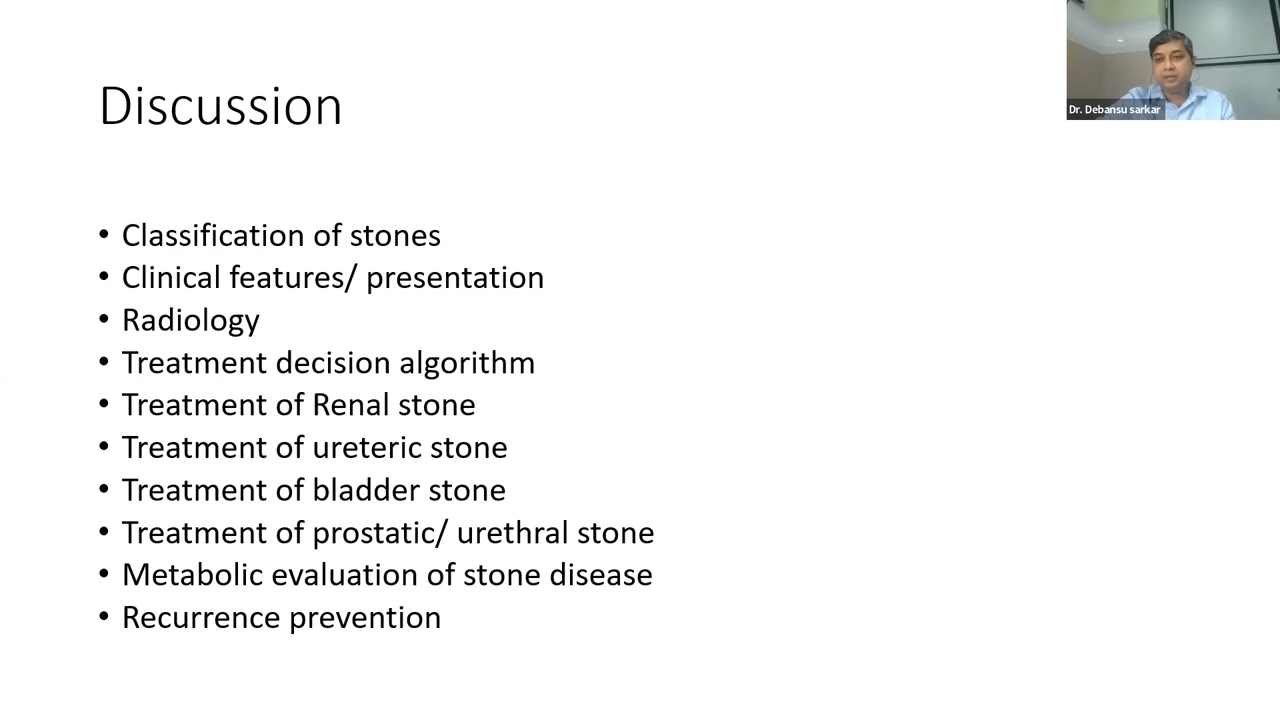 Dr. Debansu sarkar
Discussion
• Classification of stones
• Clinical features/ presentation
• Radiology
• Treatment decision algorithm
• Treatment of Renal stone
• Treatment of ureteric stone
• Treatment of bladder stone
• Treatment of prostatic/ urethral stone
• Metabolic evaluation of stone disease
• Recurrence prevention